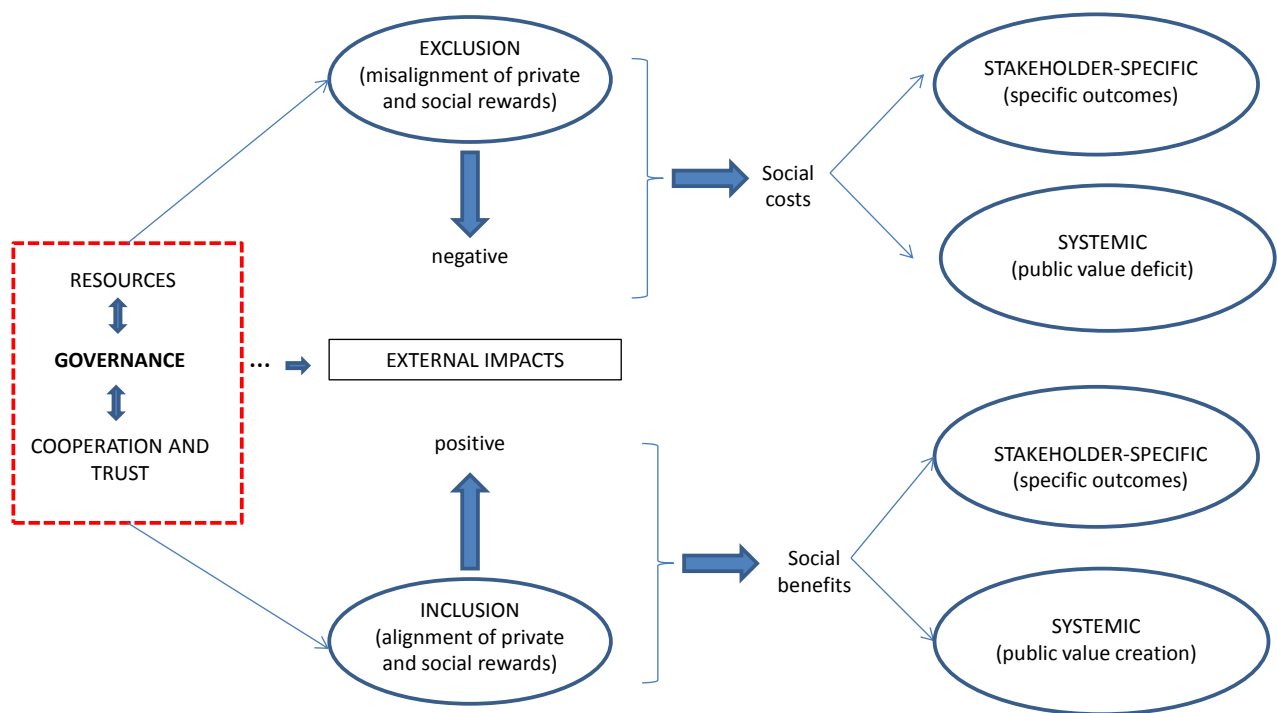 EXCLUSION
(misalignment of private
and social rewards)
negative
RESOURCES
GOVERNANCE
COOPERATION AND
TRUST
...
EXTERNAL IMPACTS
positive
INCLUSION
(alignment of private
and social rewards)
Social
costs
STAKEHOLDER-SPECIFIC
(specific outcomes)
SYSTEMIC
(public value deficit)
Social
benefits
STAKEHOLDER-SPECIFIC
(specific outcomes)
SYSTEMIC
(public value creation)